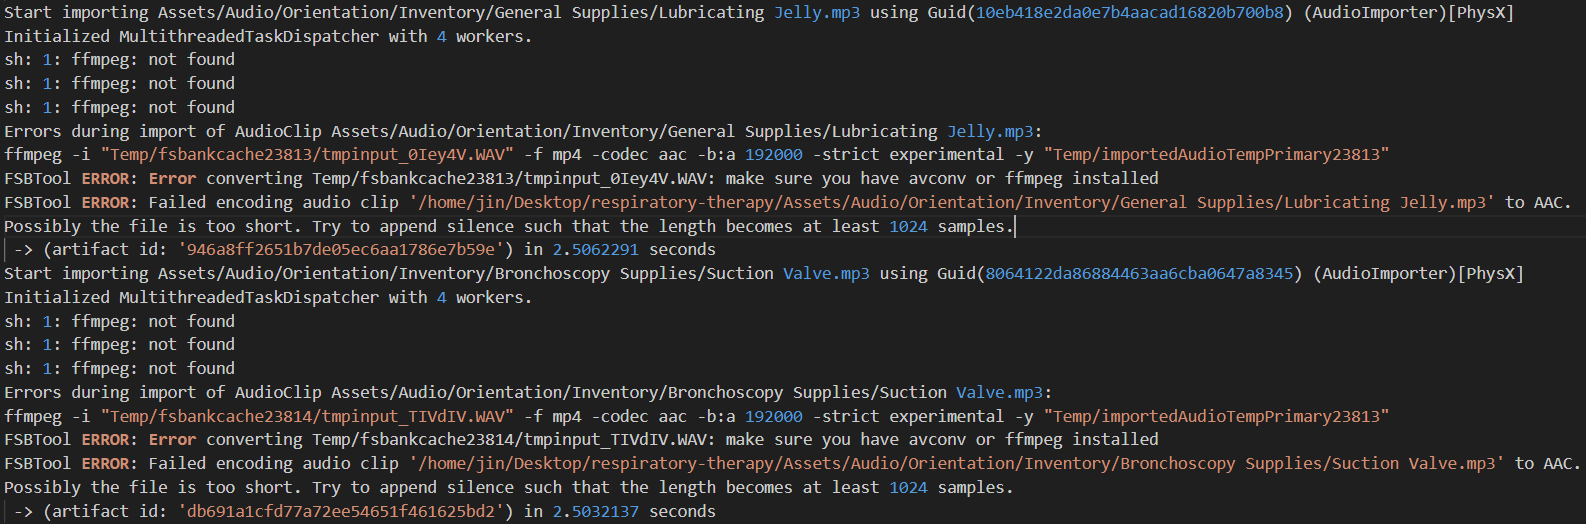 Start importing Assets/Audio/Orientation/Inventory/General Supplies/Lubricating Jelly.mp3 using Guid(10eb418e2da0e7b4aacad16820b700b8) (AudioImporter)[PhysX]
Initialized MultithreadedTaskDispatcher with 4 workers.
sh: 1: ffmpeg: not found
sh: 1: ffmpeg: not found
sh: 1: ffmpeg: not found
Errors during import of AudioClip Assets/Audio/Orientation/Inventory/General Supplies/Lubricating Jelly.mp3:
ffmpeg -i "Temp/fsbankcache23813/tmpinput_0Iey4V.WAV" -f mp4 -codec aac -b:a 192000 -strict experimental -y "Temp/importedAudioTempPrimary23813"
FSBTool ERROR: Error converting Temp/fsbankcache23813/tmpinput_0Iey4V.WAV: make sure you have avconv or ffmpeg installed
FSBTool ERROR: Failed encoding audio clip '/home/jin/Desktop/respiratory-therapy/Assets/Audio/Orientation/Inventory/General Supplies/Lubricating Jelly.mp3' to AAC.
Possibly the file is too short. Try to append silence such that the length becomes at least 1024 samples.
-> (artifact id: '946a8ff2651b7de05ec6aa1786e7b59e') in 2.5062291 seconds
Start importing Assets/Audio/Orientation/Inventory/Bronchoscopy Supplies/Suction Valve.mp3 using Guid(8064122da86884463aa6cba0647a8345) (AudioImporter)[PhysX]
Initialized MultithreadedTaskDispatcher with 4 workers.
sh: 1: ffmpeg: not found
sh: 1: ffmpeg: not found
sh: 1: ffmpeg: not found
Errors during import of AudioClip Assets/Audio/Orientation/Inventory/Bronchoscopy Supplies/Suction Valve.mp3:
ffmpeg -i "Temp/fsbankcache23814/tmpinput_TIVdIV.WAV" -f mp4 -codec aac -b:a 192000 -strict experimental -y "Temp/importedAudioTempPrimary23813"
FSBTool ERROR: Error converting Temp/fsbankcache23814/tmpinput_TIVdIV.WAV: make sure you have avconv or ffmpeg installed
FSBTool ERROR: Failed encoding audio clip '/home/jin/Desktop/respiratory-therapy/Assets/Audio/Orientation/Inventory/Bronchoscopy Supplies/Suction Valve.mp3' to AAC.
Possibly the file is too short. Try to append silence such that the length becomes at least 1024 samples.
-> (artifact id: 'db691a1cfd77a72ee54651f461625bd2') in 2.5032137 seconds